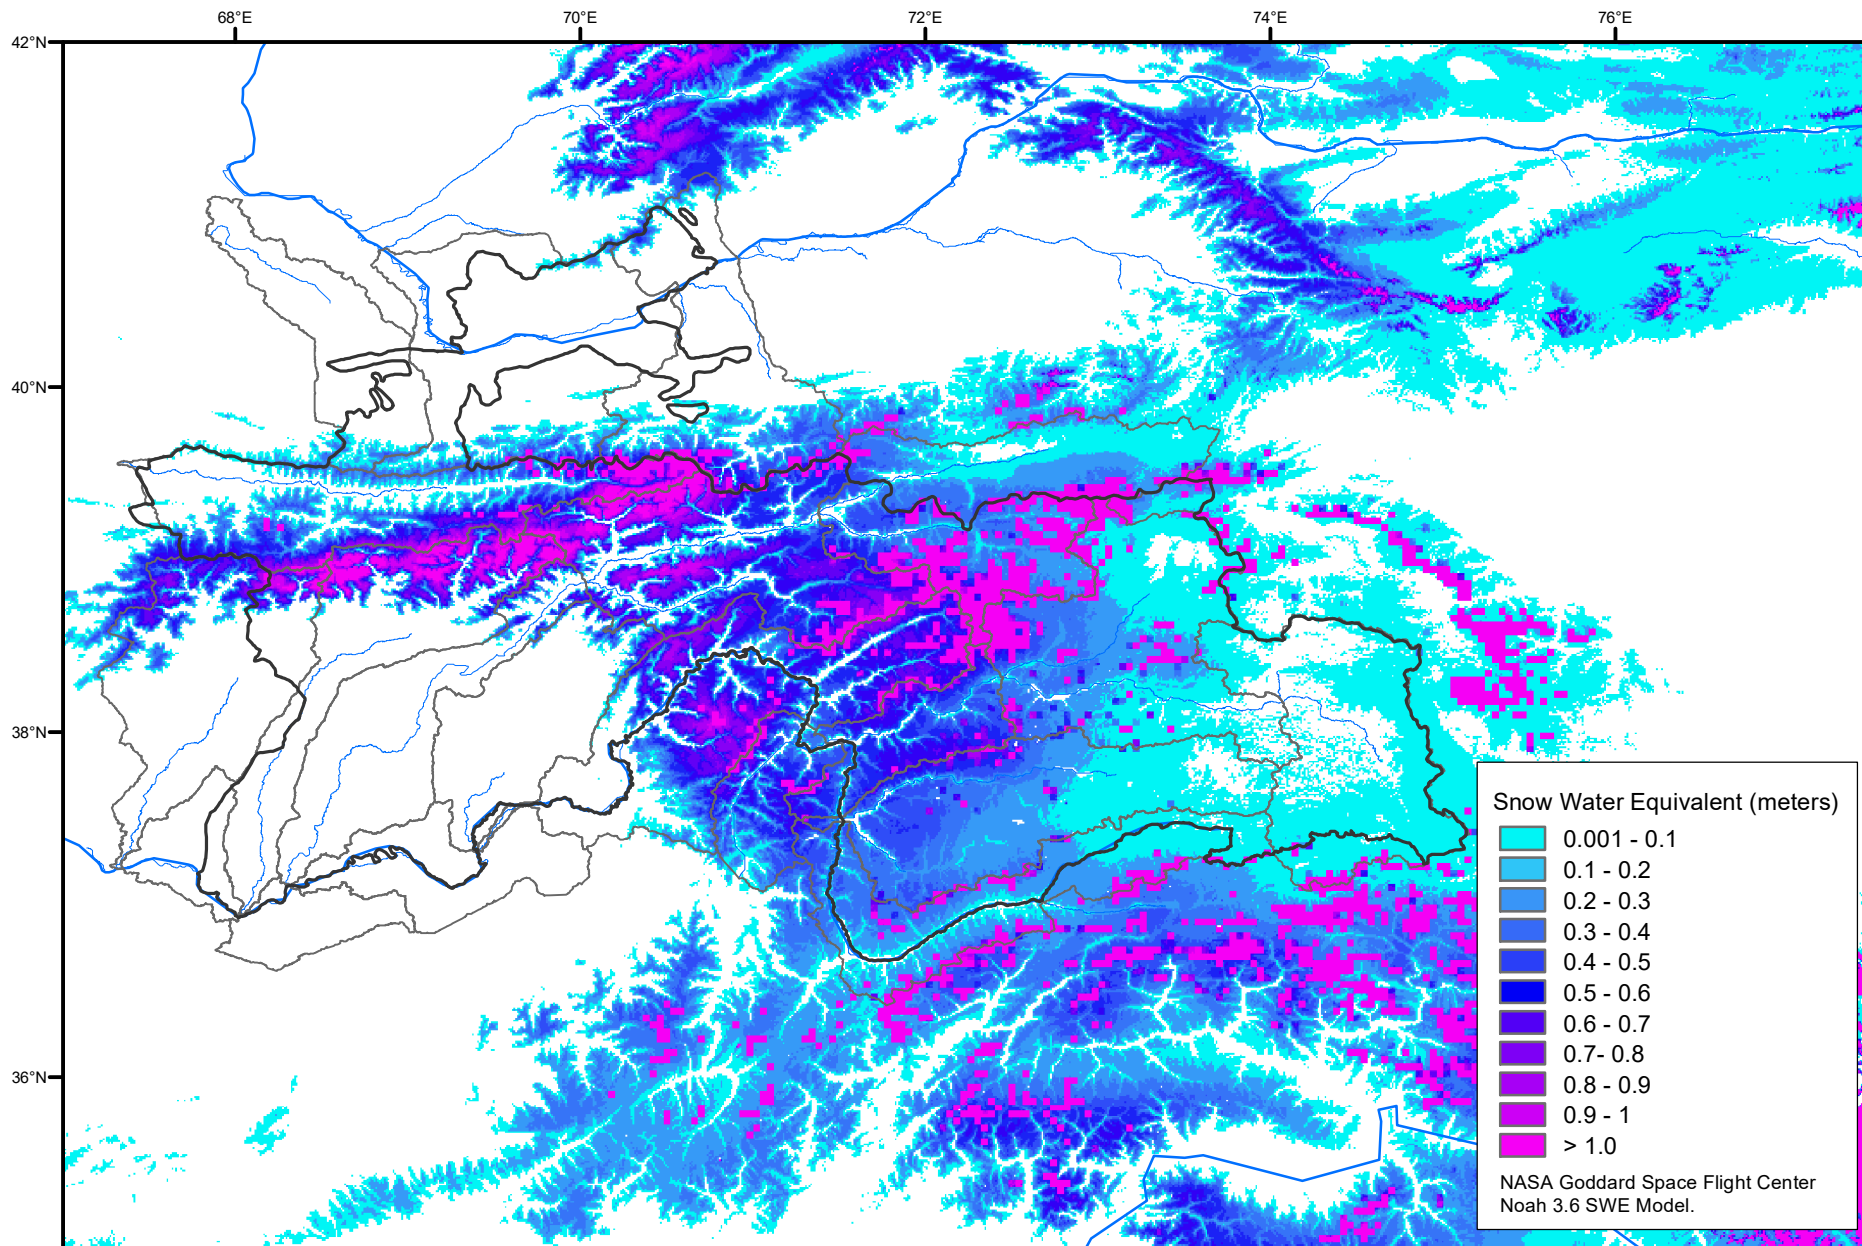 68°E
70°E
72°E
74°E
76°E
42°N
40°N
38°N
36°N
Snow Water Equivalent (meters)
0.001 - 0.1
0.1 - 0.2
0.2 - 0.3
0.3 - 0.4
0.4 - 0.5
0.5 - 0.6
0.6 - 0.7
0.7- 0.8
0.8 - 0.9
0.9 - 1
> 1.0
NASA Goddard Space Flight Center
Noah 3.6 SWE Model.